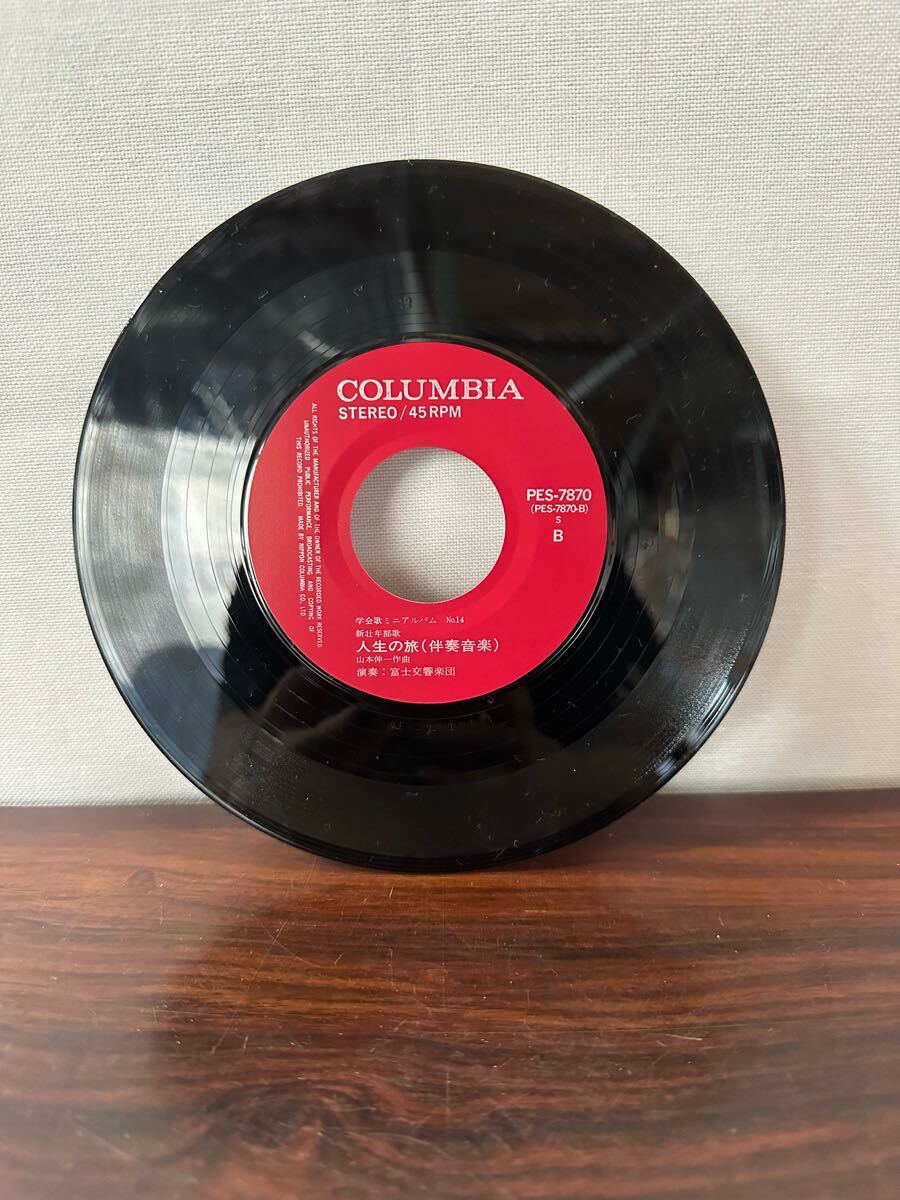 COLUMBIA
STEREO/45 RPM
PES-7870
(PES-7870-B)
S
B
ALL RIGHTS OF THE MANUFACTURER AND OF THE OWNER OF THE RECORDED WORK RESERVED.
UNAUTHORIZED PUBLIC PERFORMANCE, BROADCASTING AND COPYING OF
THIS RECORD PROHIBITED. MADE BY NIPPON COLUMBIA CO. LTD
学会歌ミニアルバム No14
新壮年部歌
人生の旅(伴奏音楽)
山本伸一作曲
演奏:富士交響楽団